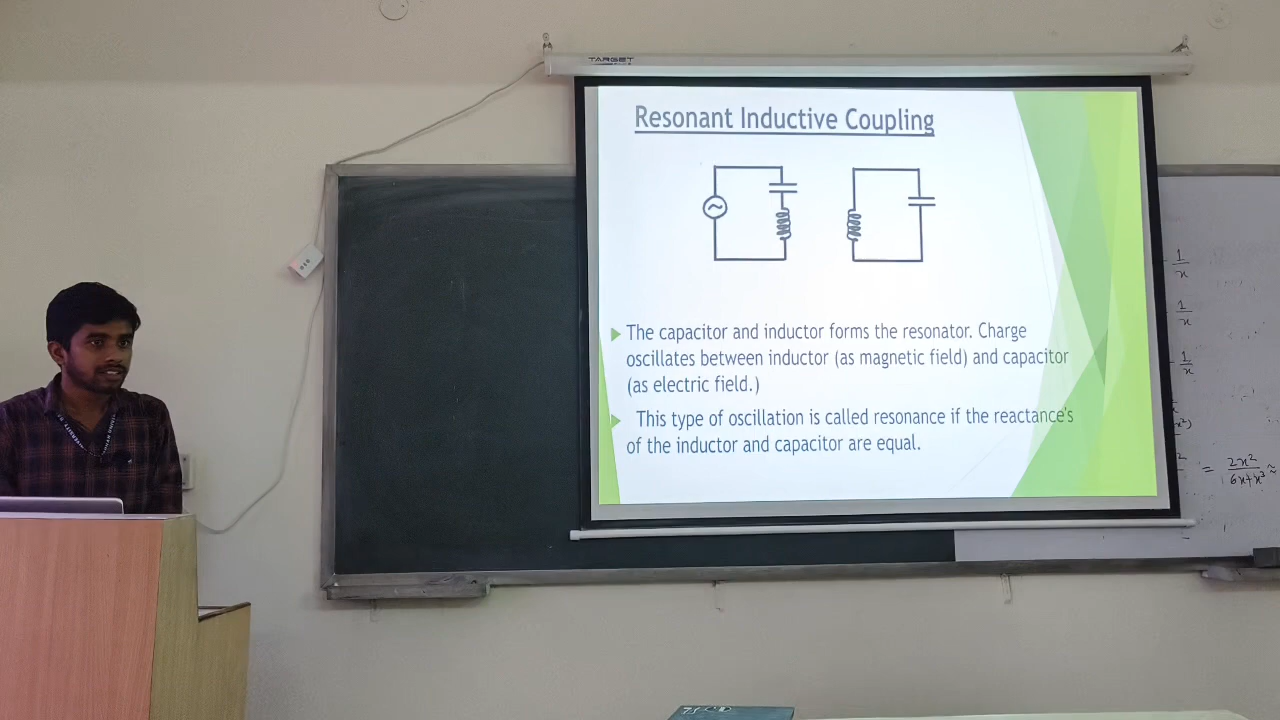 TARGET
Resonant Inductive Coupling
The capacitor and inductor forms the resonator. Charge
oscillates between inductor (as magnetic field) and capacitor
(as electric field.)
This type of oscillation is called resonance if the reactance's
of the inductor and capacitor are equal.
1/x
1/x
1/x
= 2x²/6x+x³ ≈